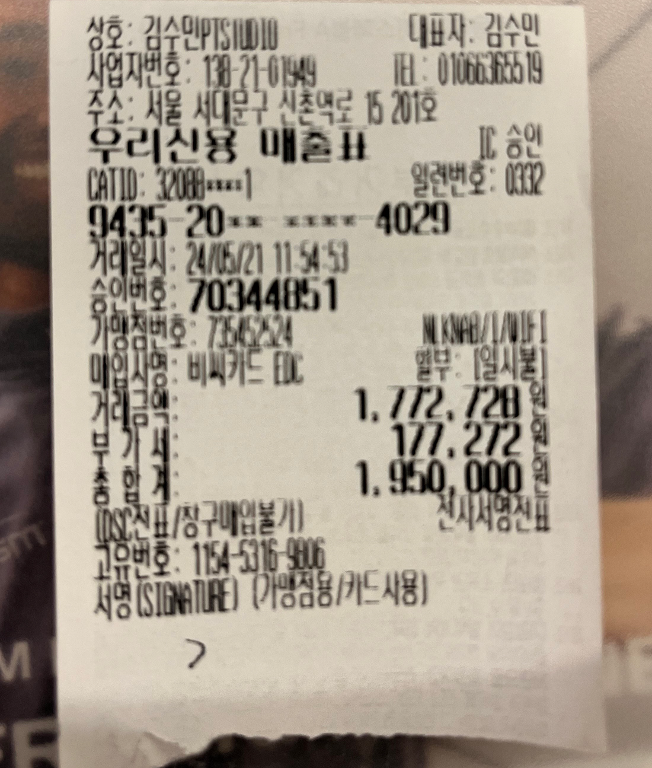 상호: 김수민PTSTUDIO 대표자: 김수민
사업자번호: 138-21-01949 TEL: 01066365519
주소: 서울 서대문구 신촌역로 15 201호
우리신용 매출표 IC 승인
CATID: 32088****1 일련번호: 0332
9435-20** ****-4029
거래일시: 24/05/21 11:54:53
승인번호: 70344851
가맹점번호: 735452524 NLKNAB/1/WIFI
매입사명: 비씨카드 EDC 할부: [일시불]
거래금액: 1,772,728 원
부 가 세: 177,272 원
총 합 계: 1,950,000 원
(DSC전표/창구매입불가) 전자서명전표
고유번호: 1154-5316-9806
서명(SIGNATURE) (가맹점용/카드사용)